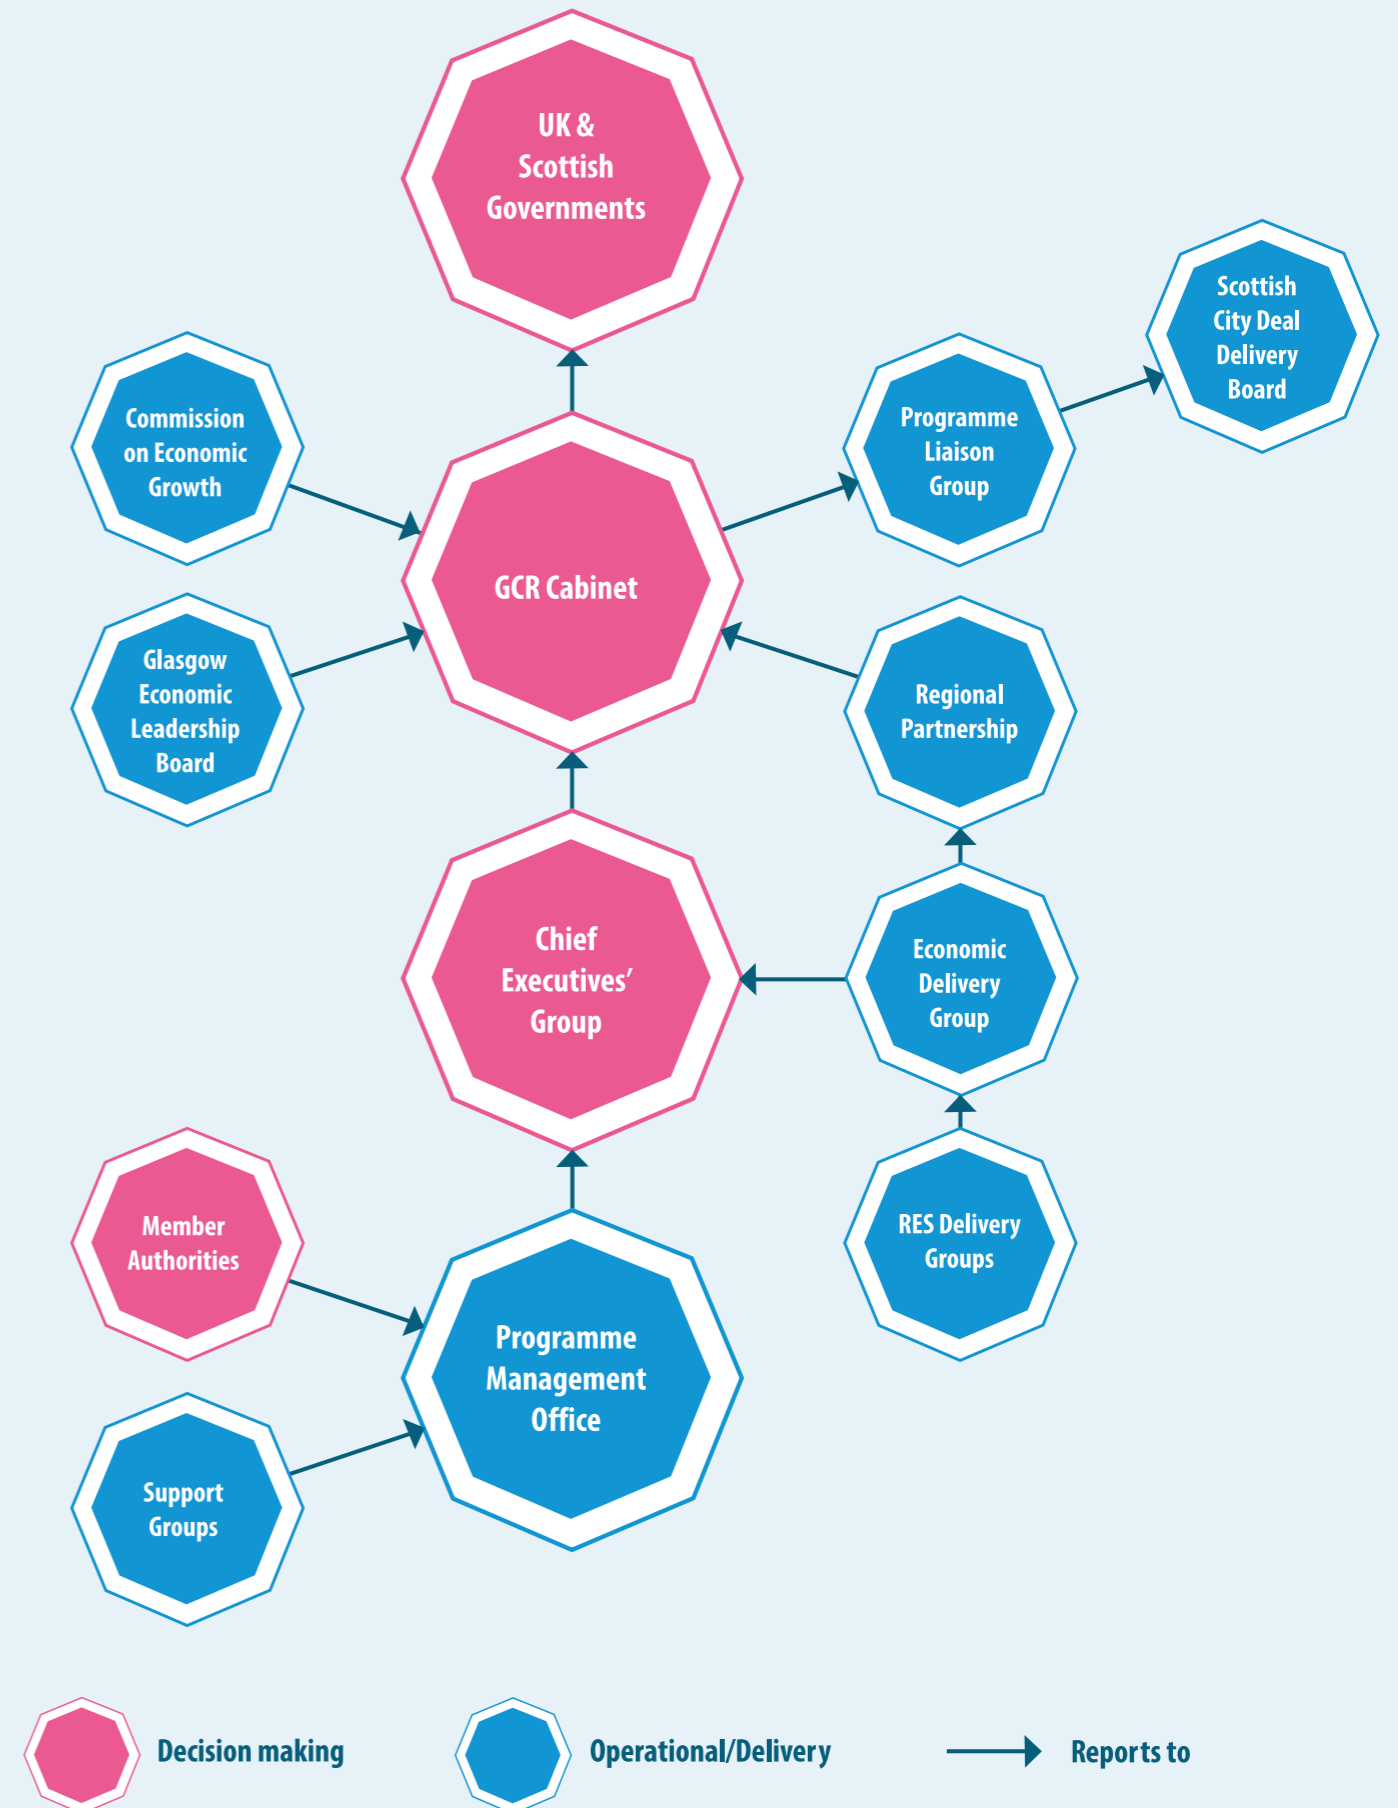 UK &
Scottish
Governments
Scottish
City Deal
Delivery
Board
Commission
on Economic
Growth
Programme
Liaison
Group
GCR Cabinet
Glasgow
Economic
Leadership
Board
Regional
Partnership
Chief
Executives’
Group
Economic
Delivery
Group
Member
Authorities
RES Delivery
Groups
Programme
Management
Office
Support
Groups
Decision making
Operational/Delivery
Reports to